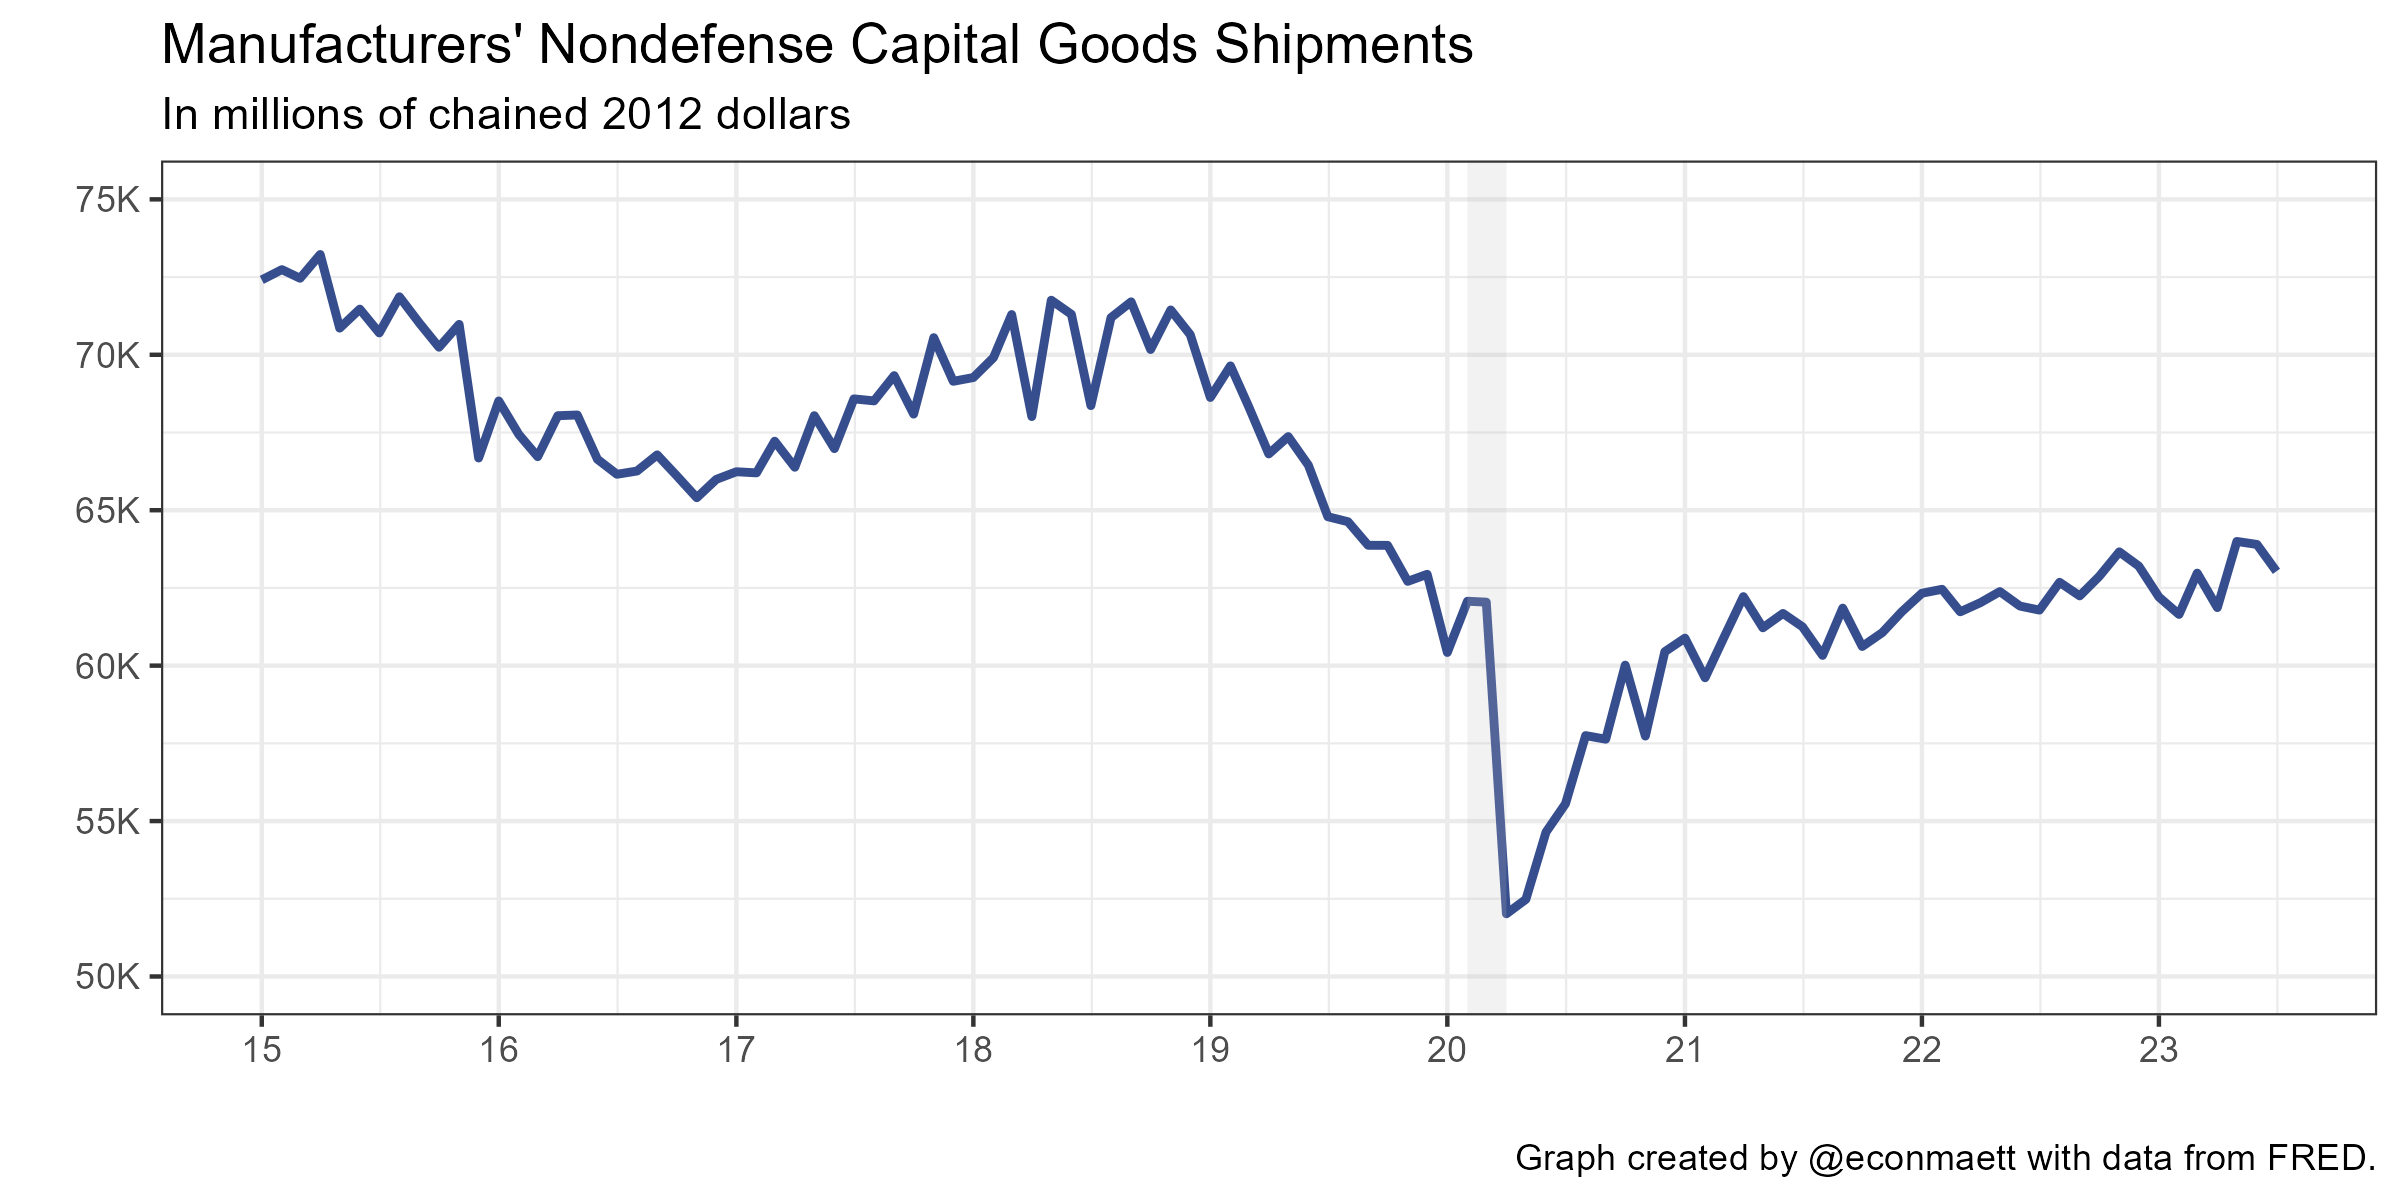 Manufacturers' Nondefense Capital Goods Shipments
In millions of chained 2012 dollars
75K
70K
65K
60K
55K
50K
15 16 17 18 19 20 21 22 23
Graph created by @econmaett with data from FRED.